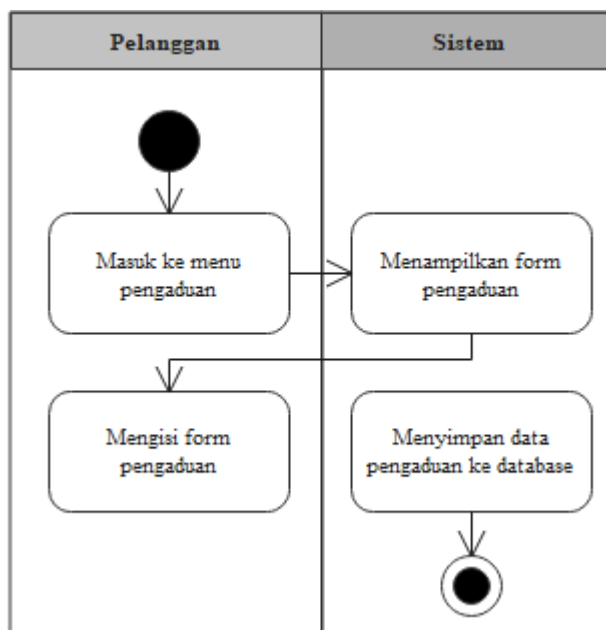 Pelanggan
Sistem
Masuk ke menu
pengaduan
Menampilkan form
pengaduan
Mengisi form
pengaduan
Menyimpan data
pengaduan ke database